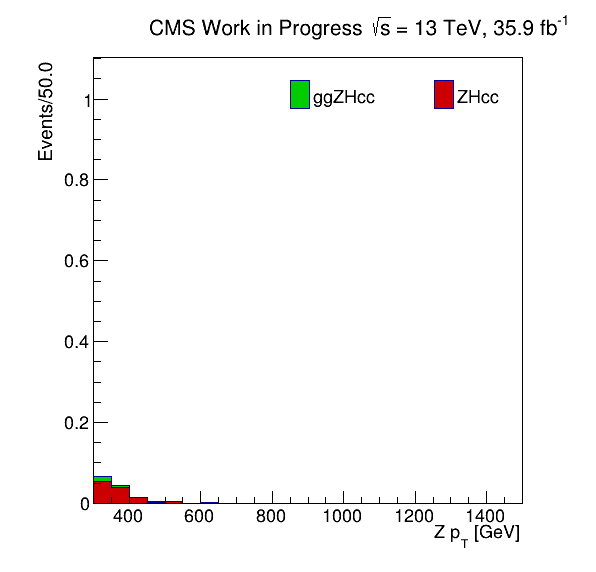 CMS Work in Progress √s = 13 TeV, 35.9 fb⁻¹
Events/50.0
ggZHcc
ZHcc
1
0.8
0.6
0.4
0.2
0
400 600 800 1000 1200 1400
Z p_T [GeV]